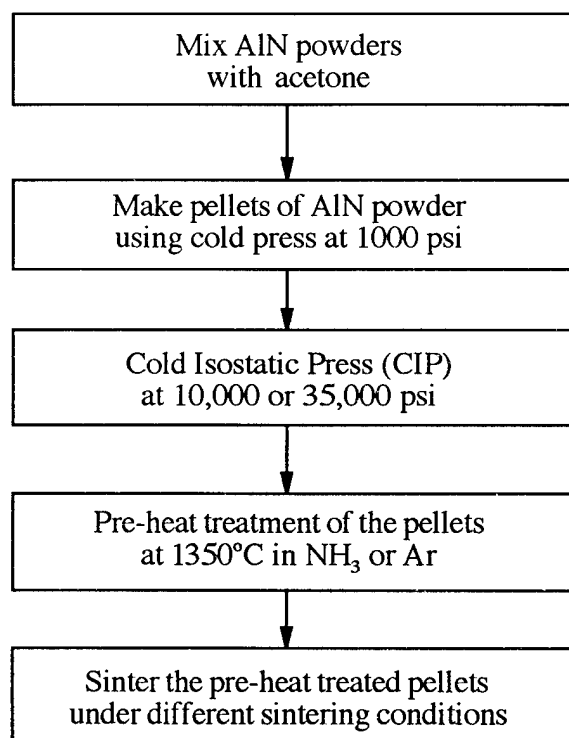 Mix AlN powders
with acetone
Make pellets of AlN powder
using cold press at 1000 psi
Cold Isostatic Press (CIP)
at 10,000 or 35,000 psi
Pre-heat treatment of the pellets
at 1350°C in NH₃ or Ar
Sinter the pre-heat treated pellets
under different sintering conditions